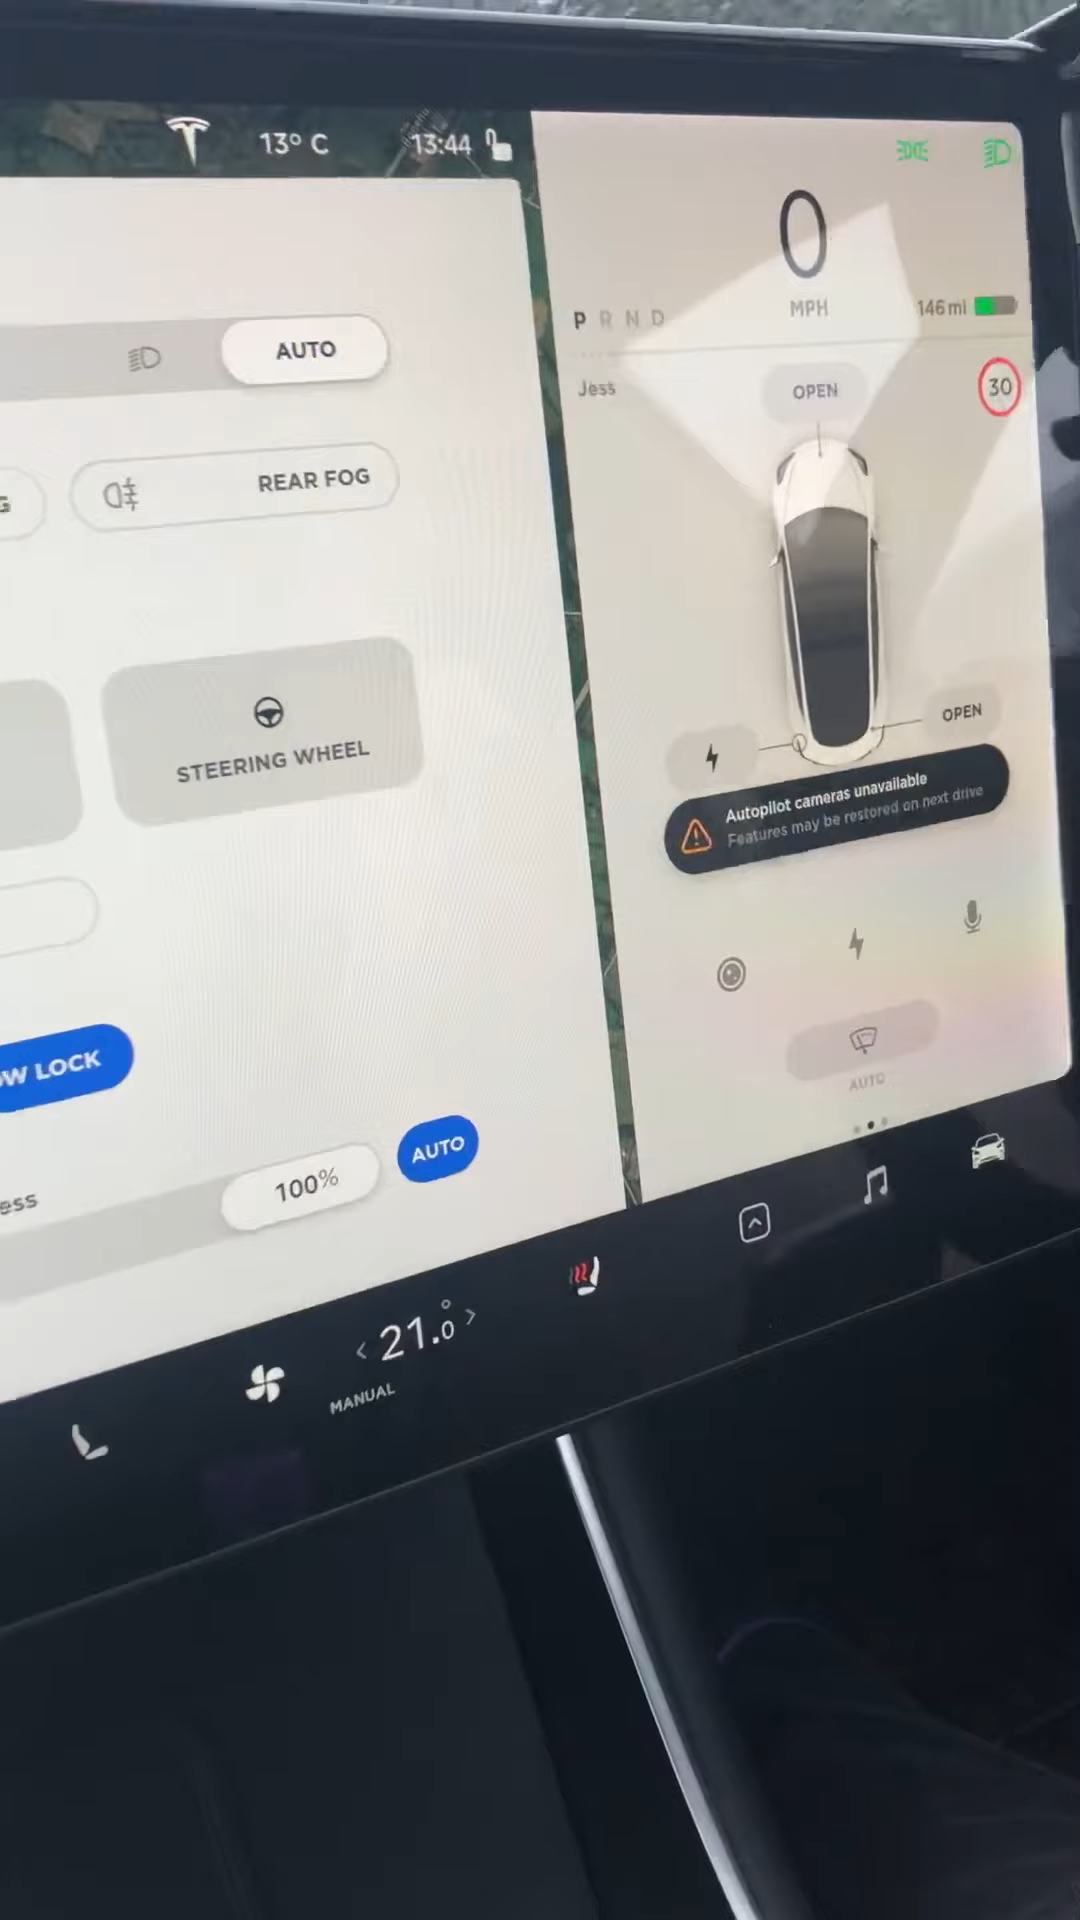 13° C
13:44
0
MPH
P R N D
146 mi
Jess
OPEN
30
AUTO
REAR FOG
STEERING WHEEL
OPEN
Autopilot cameras unavailable
Features may be restored on next drive
W LOCK
AUTO
100%
AUTO
ess
21.0°
MANUAL